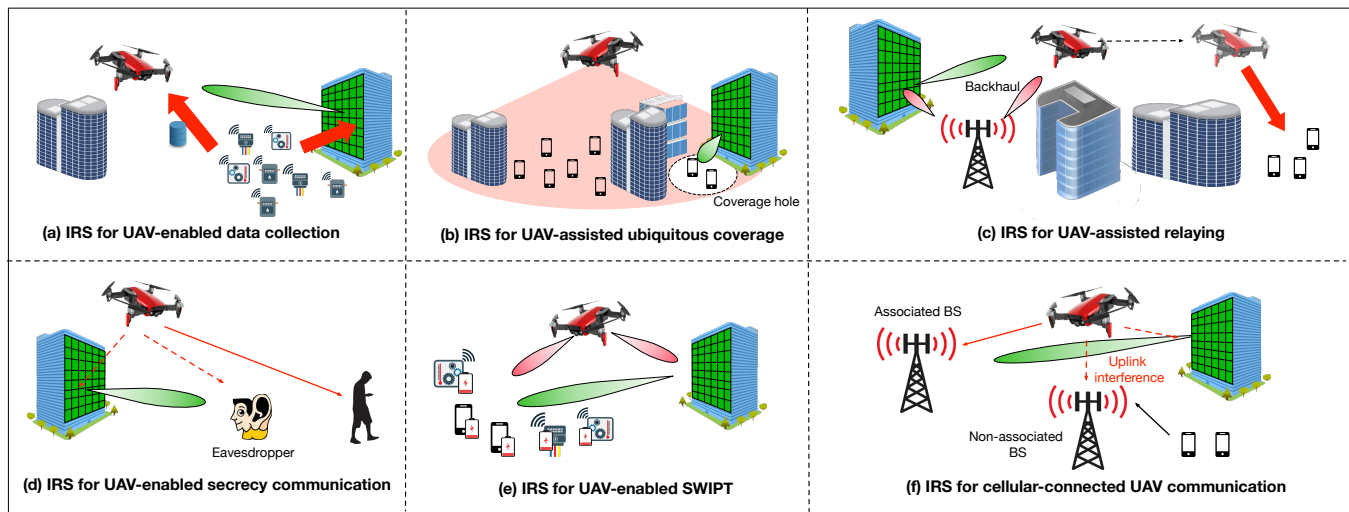 Backhaul
Coverage hole
(a) IRS for UAV-enabled data collection
(b) IRS for UAV-assisted ubiquitous coverage
(c) IRS for UAV-assisted relaying
Associated BS
Uplink
interference
Non-associated
BS
Eavesdropper
(d) IRS for UAV-enabled secrecy communication
(e) IRS for UAV-enabled SWIPT
(f) IRS for cellular-connected UAV communication